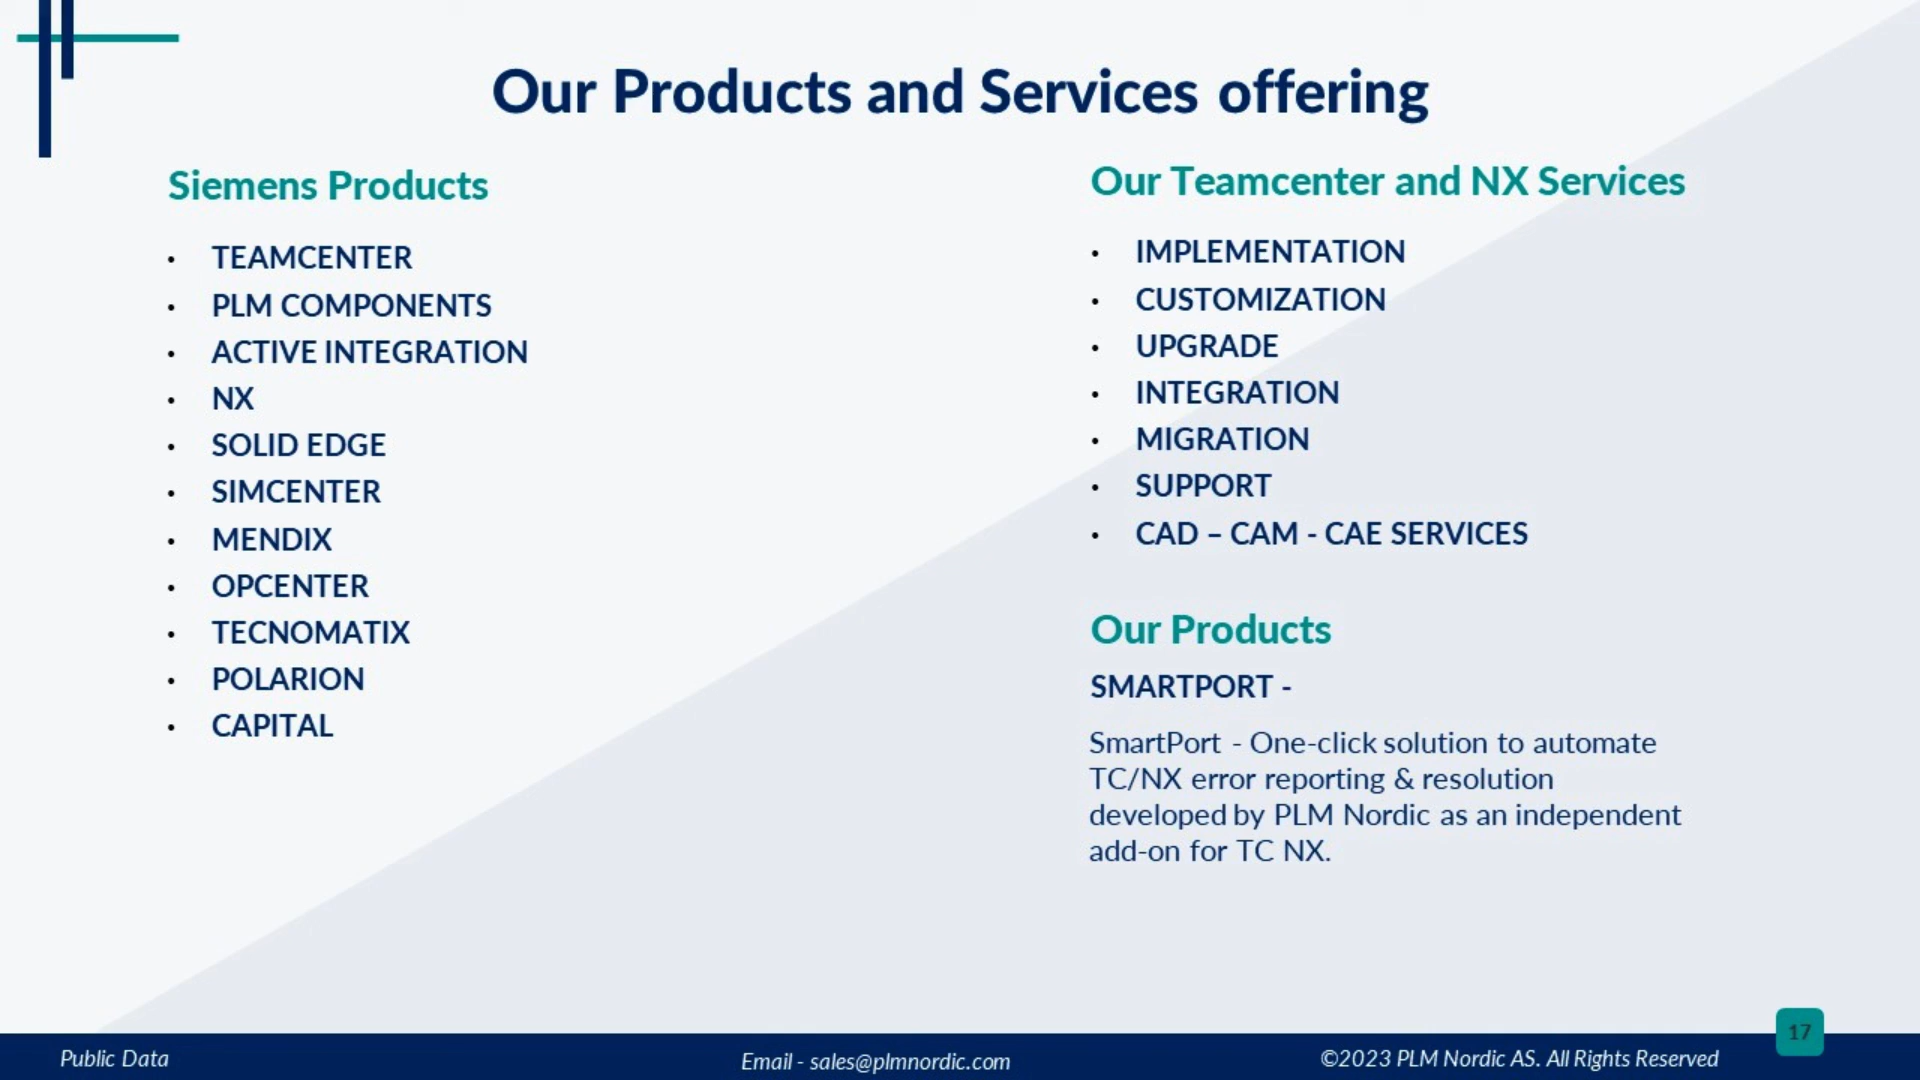 Our Products and Services offering
Siemens Products
• TEAMCENTER
• PLM COMPONENTS
• ACTIVE INTEGRATION
• NX
• SOLID EDGE
• SIMCENTER
• MENDIX
• OPCENTER
• TECNOMATIX
• POLARION
• CAPITAL
Our Teamcenter and NX Services
• IMPLEMENTATION
• CUSTOMIZATION
• UPGRADE
• INTEGRATION
• MIGRATION
• SUPPORT
• CAD – CAM - CAE SERVICES
Our Products
SMARTPORT -
SmartPort - One-click solution to automate
TC/NX error reporting & resolution
developed by PLM Nordic as an independent
add-on for TC NX.
Public Data
Email - sales@plmnordic.com
©2023 PLM Nordic AS. All Rights Reserved
17